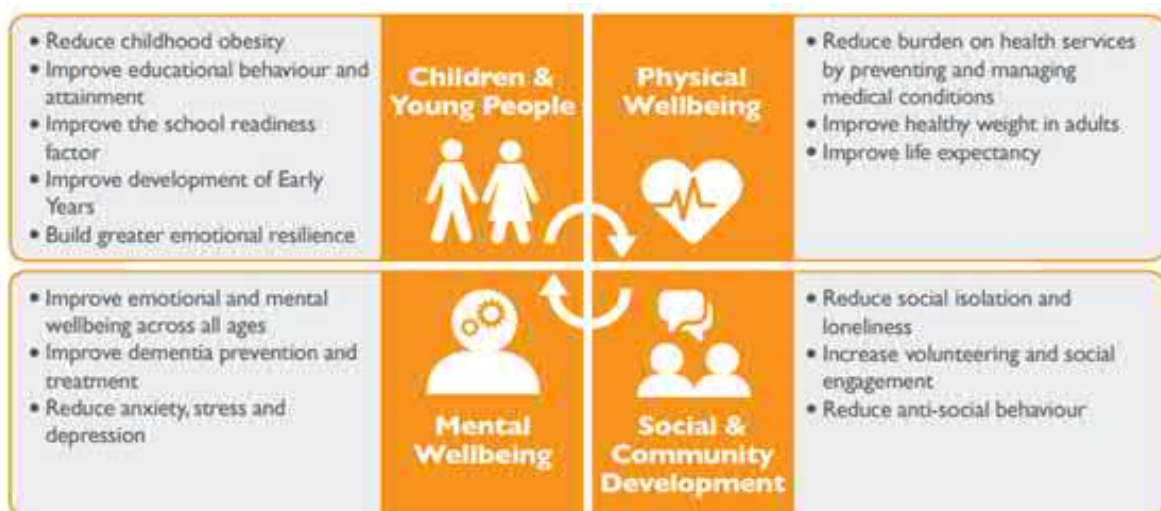 • Reduce childhood obesity
• Improve educational behaviour and
attainment
• Improve the school readiness
factor
• Improve development of Early
Years
• Build greater emotional resilience
Children &
Young People
Physical
Wellbeing
• Reduce burden on health services
by preventing and managing
medical conditions
• Improve healthy weight in adults
• Improve life expectancy
• Improve emotional and mental
wellbeing across all ages
• Improve dementia prevention and
treatment
• Reduce anxiety, stress and
depression
Mental
Wellbeing
Social &
Community
Development
• Reduce social isolation and
loneliness
• Increase volunteering and social
engagement
• Reduce anti-social behaviour